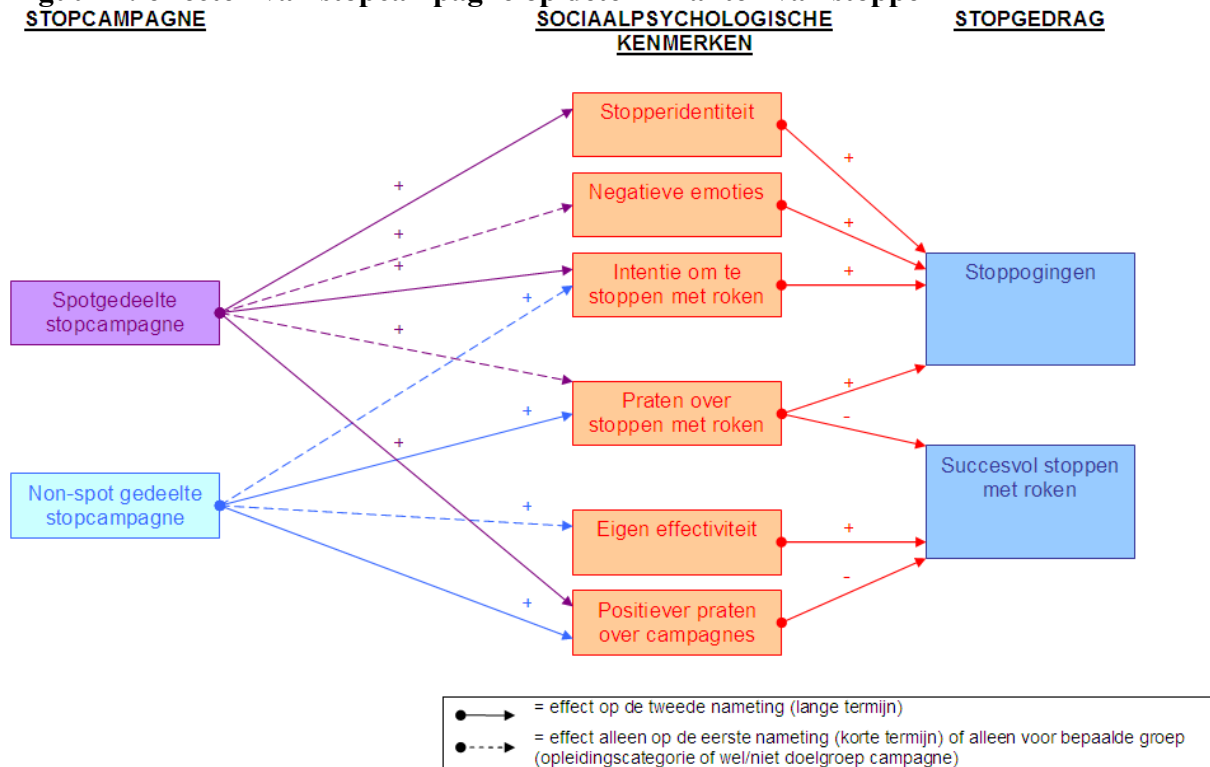 STOPCAMPAGNE
SOCIAALPSYCHOLOGISCHE
KENMERKEN
STOPGEDRAG
Stopperidentiteit
Negatieve emoties
Intentie om te
stoppen met roken
Praten over
stoppen met roken
Eigen effectiviteit
Positiever praten
over campagnes
Spotgedeelte
stopcampagne
Non-spot gedeelte
stopcampagne
Stoppogingen
Succesvol stoppen
met roken
+
+
+
+
+
+
+
+
+
+
+
+
+
-
+
-
= effect op de tweede nameting (lange termijn)
= effect alleen op de eerste nameting (korte termijn) of alleen voor bepaalde groep
(opleidingscategorie of wel/niet doelgroep campagne)